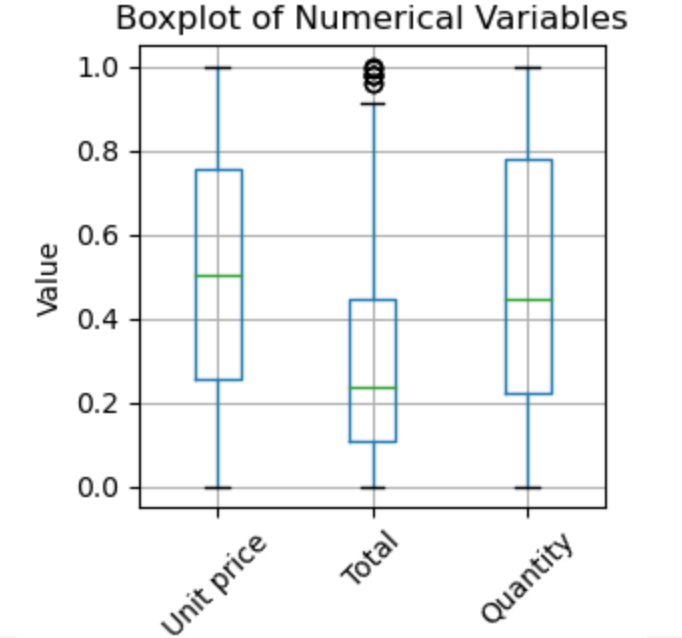 Boxplot of Numerical Variables
1.0
0.8
0.6
0.4
0.2
0.0
Value
Unit price
Total
Quantity